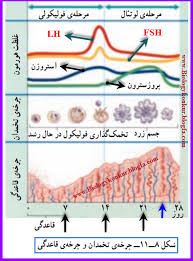 مرحله‌ی فولیکولی
مرحله‌ی لوتئال
غلظت هورمون
LH
FSH
استروژن
پروژسترون
چرخه‌ی تخمدان
فولیکول در حال رشد
تخمک‌گذاری
جسم زرد
چرخه‌ی قاعدگی
قاعدگی
۷
۱۴
۲۱
۲۸
روز
شکل ۸–۱۱– چرخه‌ی تخمدان و چرخه‌ی قاعدگی